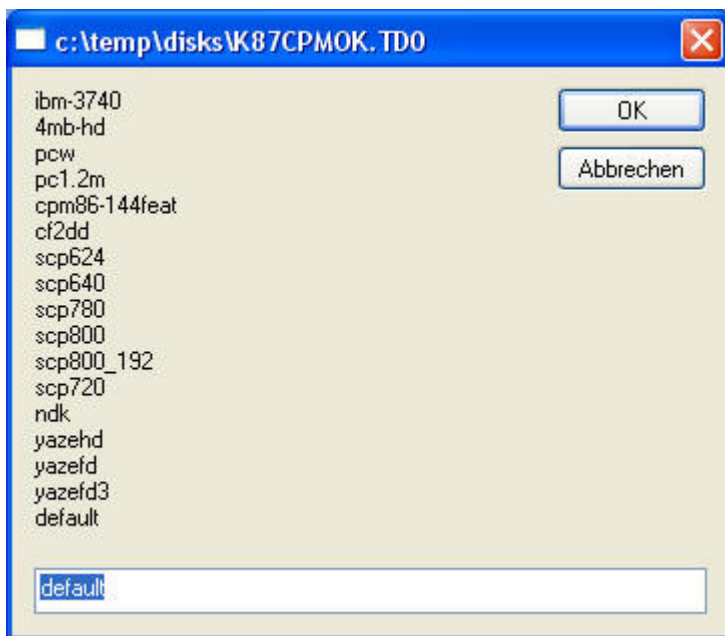 c:\temp\disks\K87CPMOK.TD0
ibm-3740
4mb-hd
pcw
pc1.2m
cpm86-144feat
cf2dd
scp624
scp640
scp780
scp800
scp800_192
scp720
ndk
yazehd
yazefd
yazefd3
default
OK
Abbrechen
default